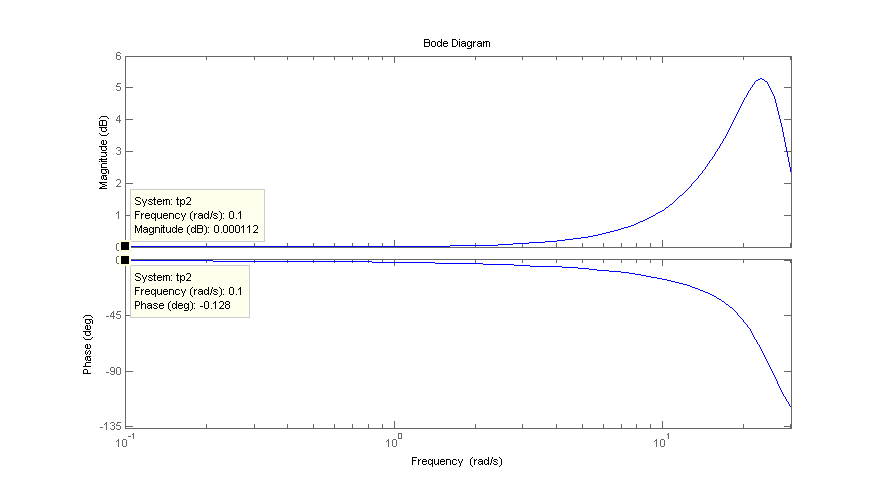 Bode Diagram
Magnitude (dB)
6
5
4
3
2
1
0
System: tp2
Frequency (rad/s): 0.1
Magnitude (dB): 0.000112
Phase (deg)
0
-45
-90
-135
System: tp2
Frequency (rad/s): 0.1
Phase (deg): -0.128
10^-1
10^0
10^1
Frequency (rad/s)